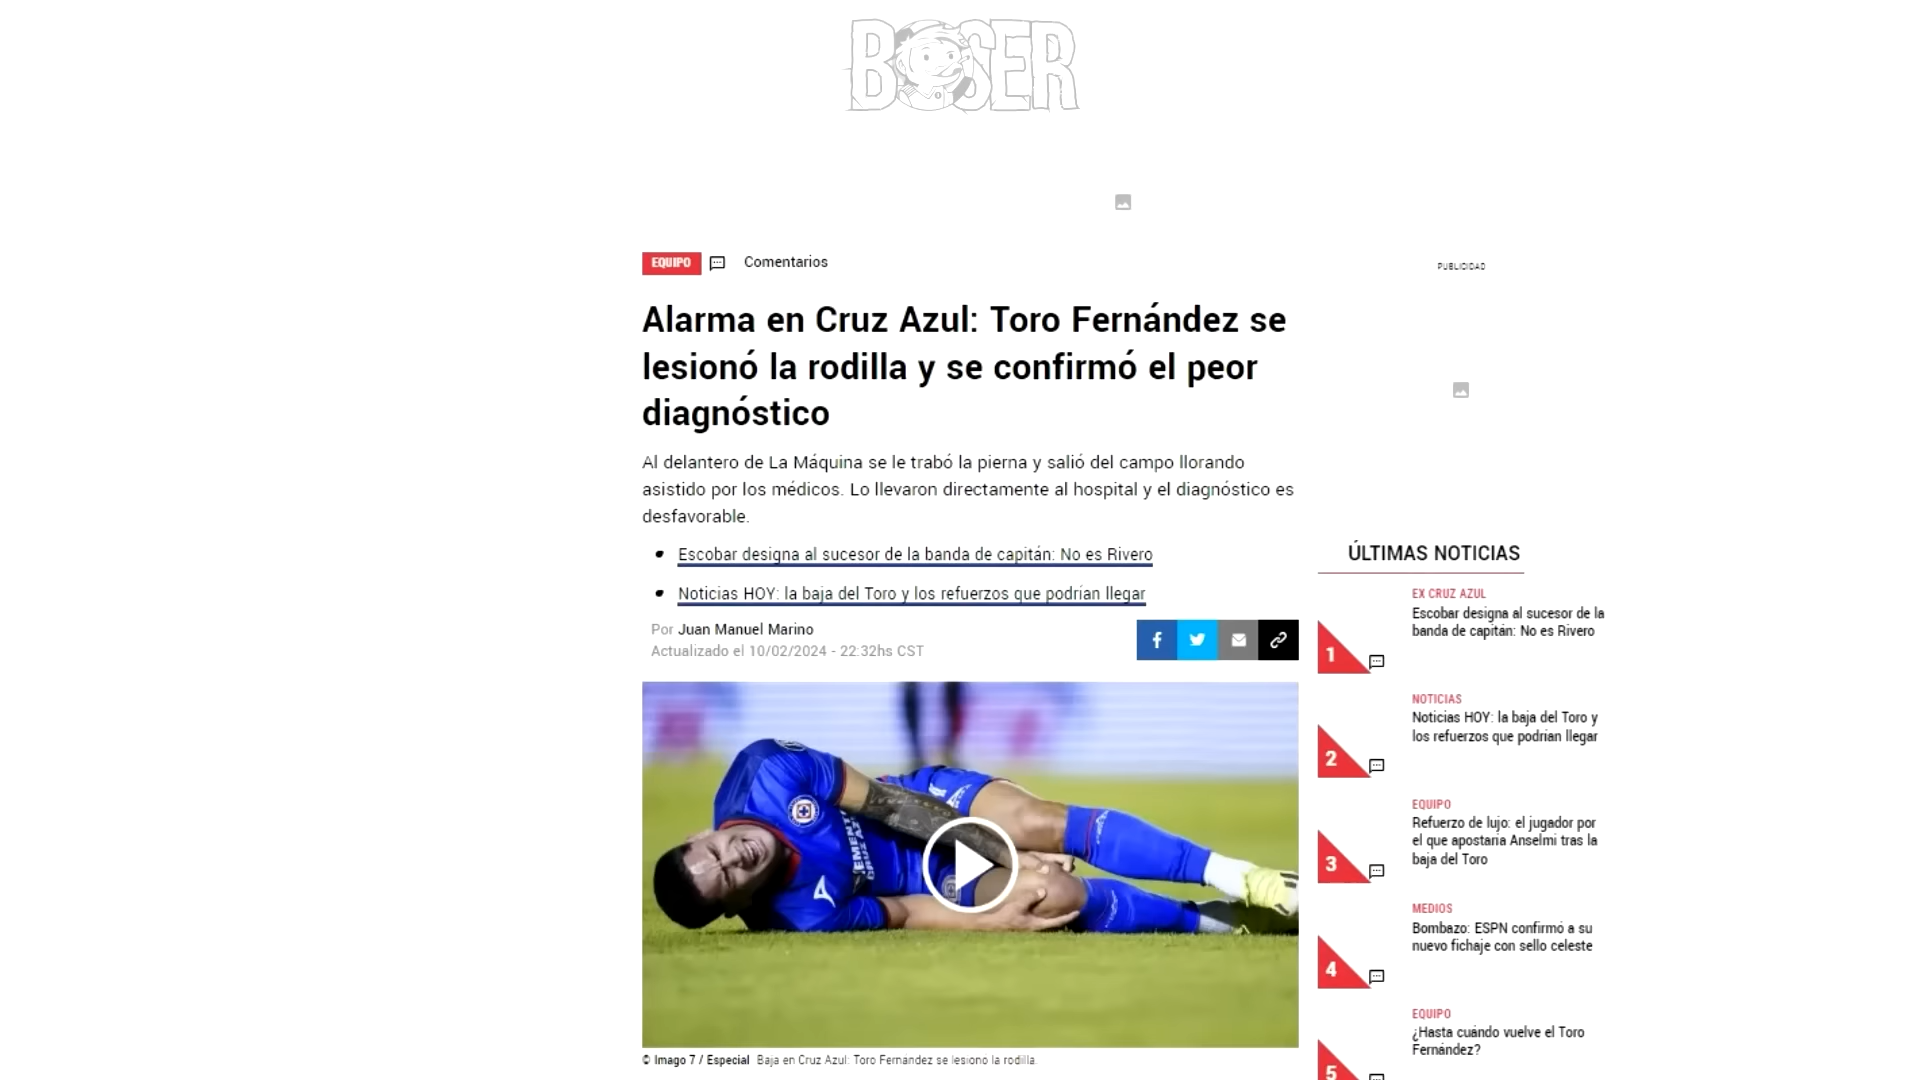 BOSER
EQUIPO
Comentarios
PUBLICIDAD
Alarma en Cruz Azul: Toro Fernández se
lesionó la rodilla y se confirmó el peor
diagnóstico
Al delantero de La Máquina se le trabó la pierna y salió del campo llorando
asistido por los médicos. Lo llevaron directamente al hospital y el diagnóstico es
desfavorable.
Escobar designa al sucesor de la banda de capitán: No es Rivero
Noticias HOY: la baja del Toro y los refuerzos que podrían llegar
Por Juan Manuel Marino
Actualizado el 10/02/2024 - 22:32hs CST
CRUZ AZUL
© Imago 7 / Especial Baja en Cruz Azul: Toro Fernández se lesionó la rodilla.
ÚLTIMAS NOTICIAS
EX CRUZ AZUL
Escobar designa al sucesor de la
banda de capitán: No es Rivero
1
NOTICIAS
Noticias HOY: la baja del Toro y
los refuerzos que podrían llegar
2
EQUIPO
Refuerzo de lujo: el jugador por
el que apostaría Anselmi tras la
baja del Toro
3
MEDIOS
Bombazo: ESPN confirmó a su
nuevo fichaje con sello celeste
4
EQUIPO
¿Hasta cuándo vuelve el Toro
Fernández?
5